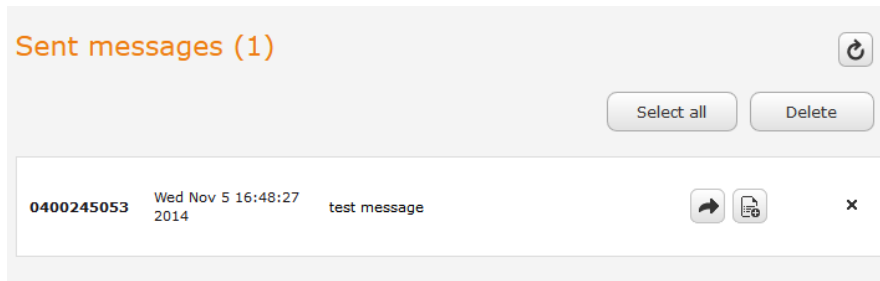 Sent messages (1)
Select all
Delete
0400245053
Wed Nov 5 16:48:27
2014
test message